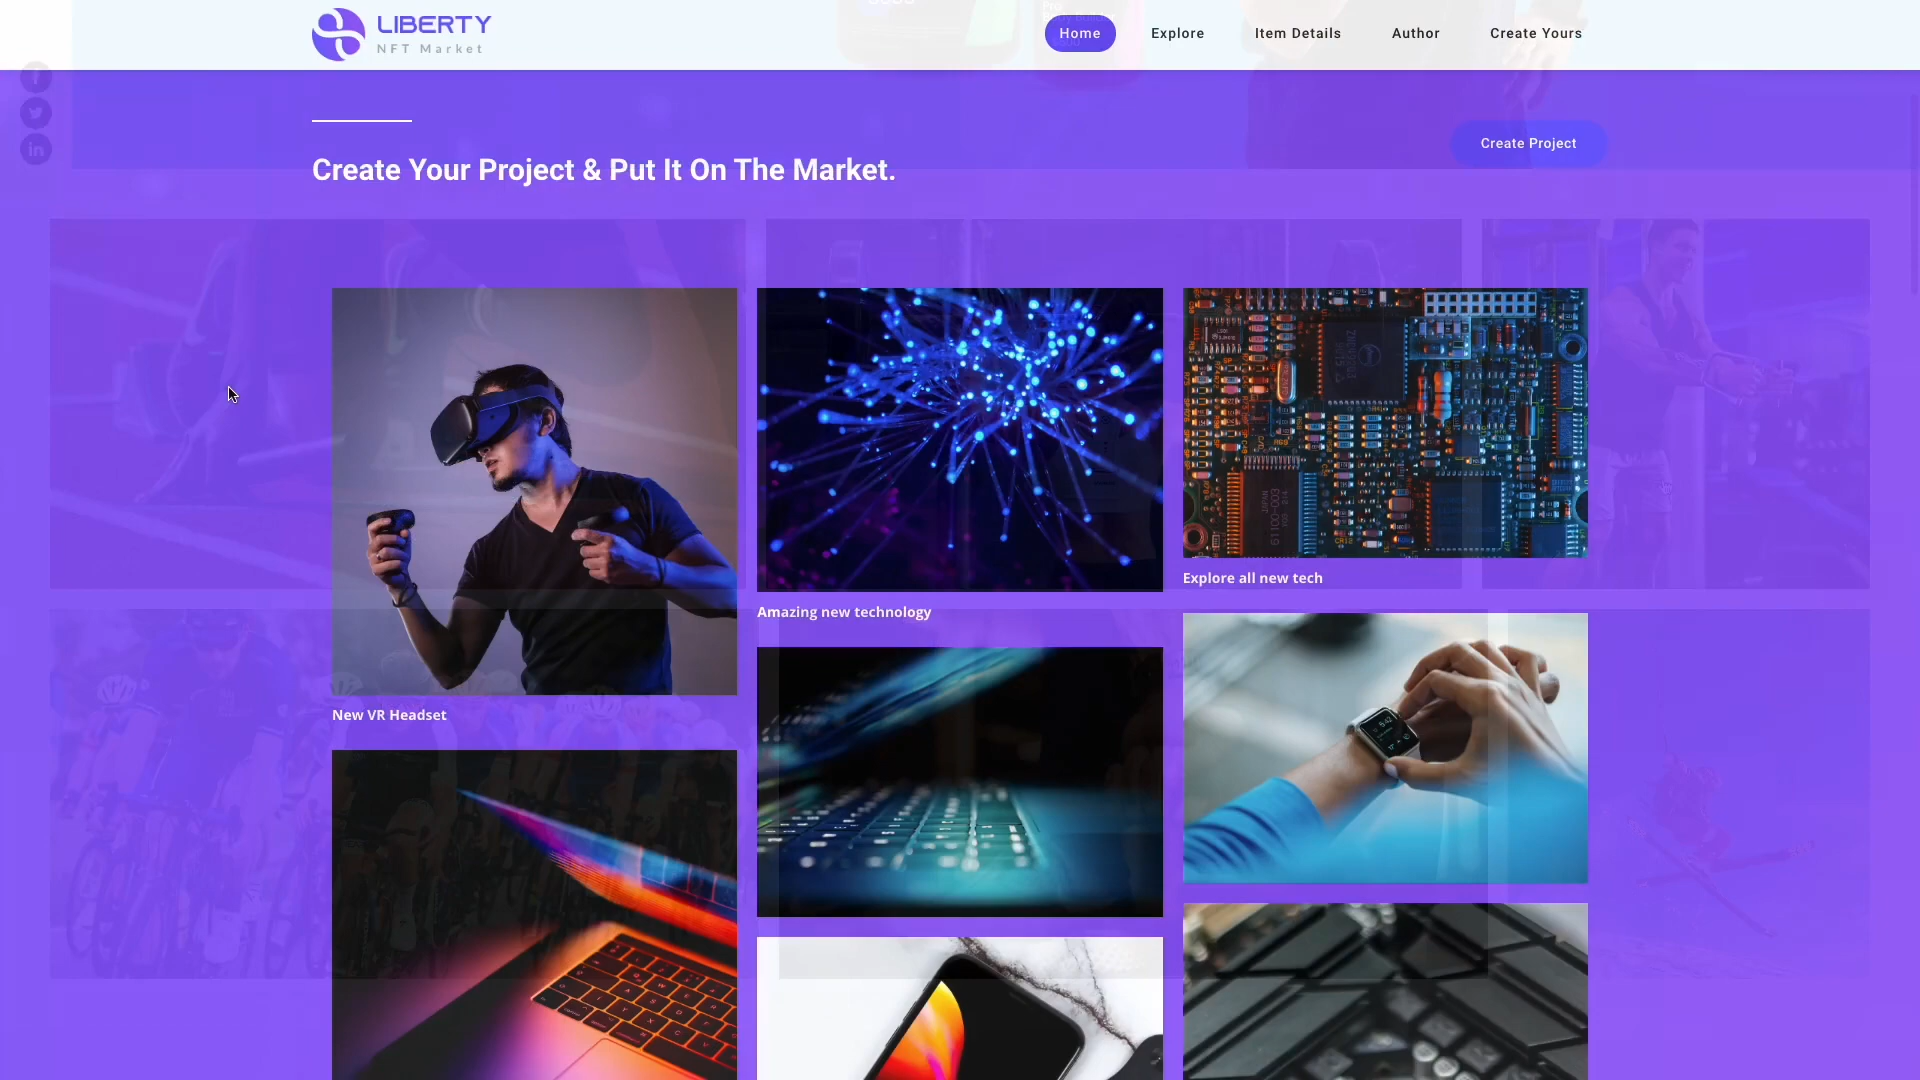 LIBERTY
NFT Market
Home
Explore
Item Details
Author
Create Yours
Pro
Create Your Project & Put It On The Market.
Create Project
Explore all new tech
Amazing new technology
New VR Headset